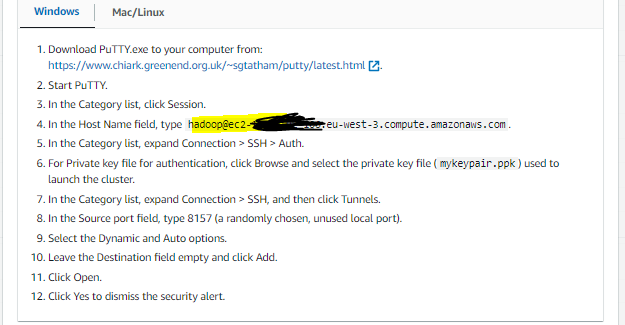 Windows
Mac/Linux
1. Download PuTTY.exe to your computer from:
https://www.chiark.greenend.org.uk/~sgtatham/putty/latest.html
2. Start PuTTY.
3. In the Category list, click Session.
4. In the Host Name field, type hadoop@ec2- eu-west-3.compute.amazonaws.com .
5. In the Category list, expand Connection > SSH > Auth.
6. For Private key file for authentication, click Browse and select the private key file ( mykeypair.ppk ) used to
launch the cluster.
7. In the Category list, expand Connection > SSH, and then click Tunnels.
8. In the Source port field, type 8157 (a randomly chosen, unused local port).
9. Select the Dynamic and Auto options.
10. Leave the Destination field empty and click Add.
11. Click Open.
12. Click Yes to dismiss the security alert.